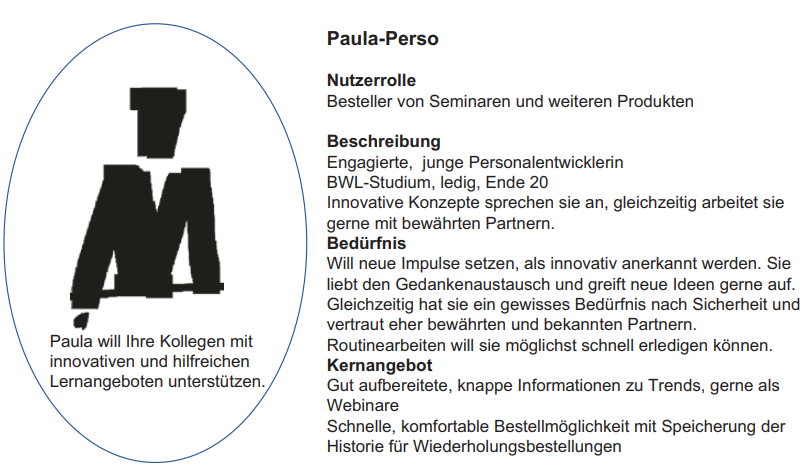 Paula-Perso
Nutzerrolle
Besteller von Seminaren und weiteren Produkten
Beschreibung
Engagierte, junge Personalentwicklerin
BWL-Studium, ledig, Ende 20
Innovative Konzepte sprechen sie an, gleichzeitig arbeitet sie
gerne mit bewährten Partnern.
Bedürfnis
Will neue Impulse setzen, als innovativ anerkannt werden. Sie
liebt den Gedankenaustausch und greift neue Ideen gerne auf.
Gleichzeitig hat sie ein gewisses Bedürfnis nach Sicherheit und
vertraut eher bewährten und bekannten Partnern.
Routinearbeiten will sie möglichst schnell erledigen können.
Kernangebot
Gut aufbereitete, knappe Informationen zu Trends, gerne als
Webinare
Schnelle, komfortable Bestellmöglichkeit mit Speicherung der
Historie für Wiederholungsbestellungen
Paula will Ihre Kollegen mit
innovativen und hilfreichen
Lernangeboten unterstützen.